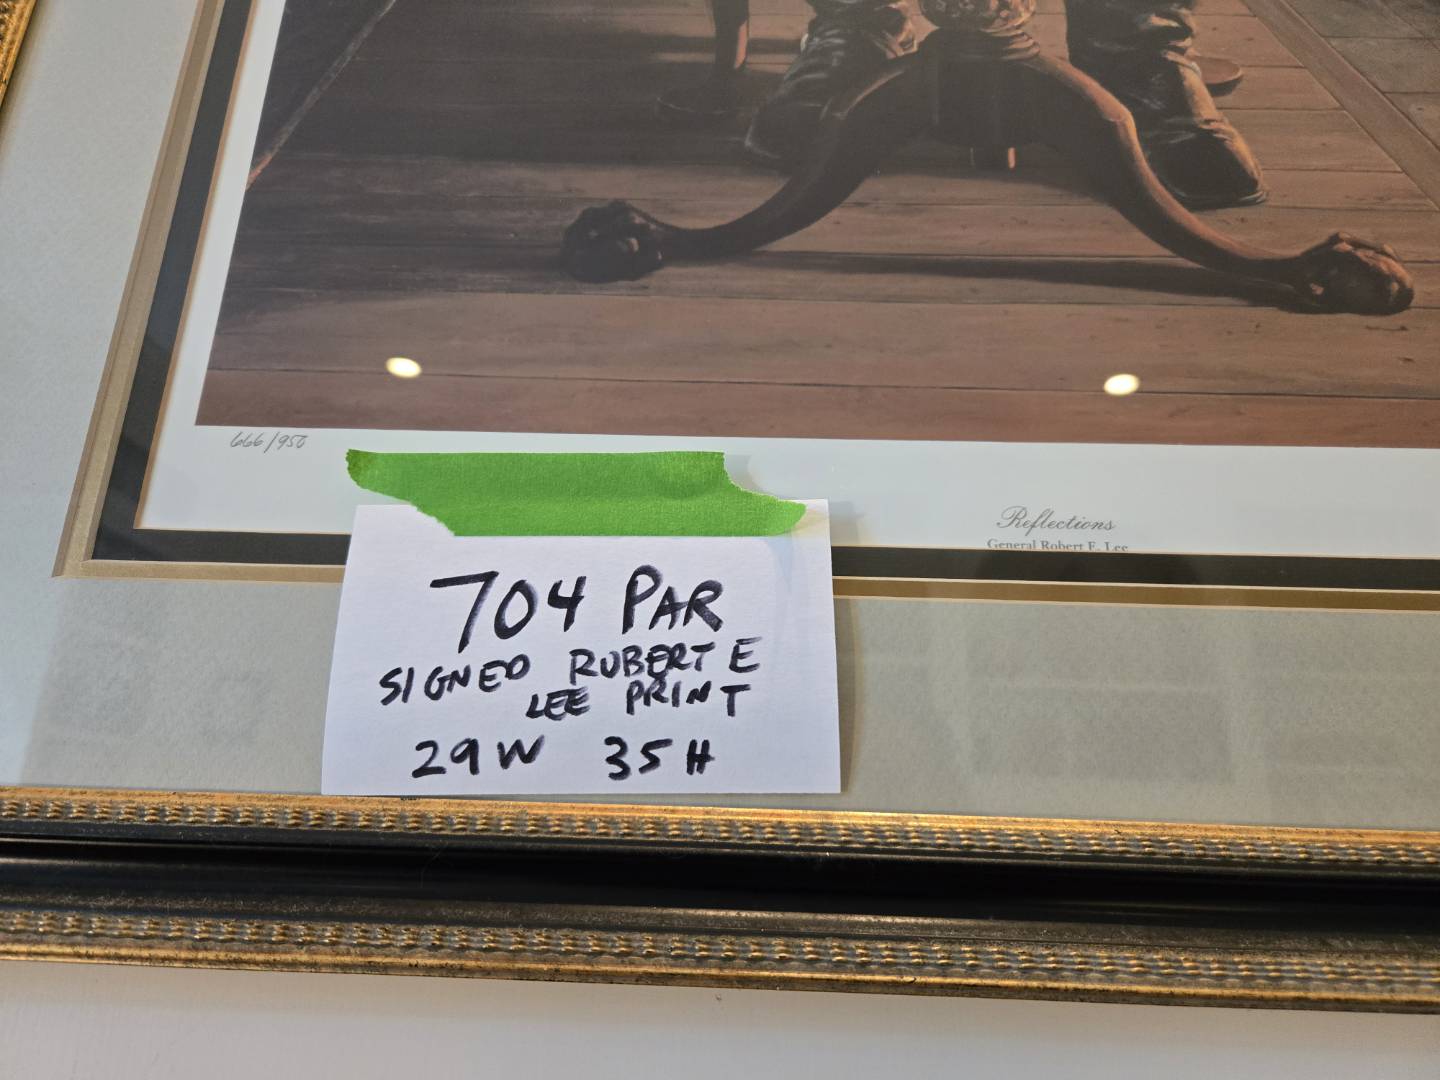 666/950
Reflections
General Robert E. Lee
704 PAR
SIGNED ROBERT E
LEE PRINT
29W 35H